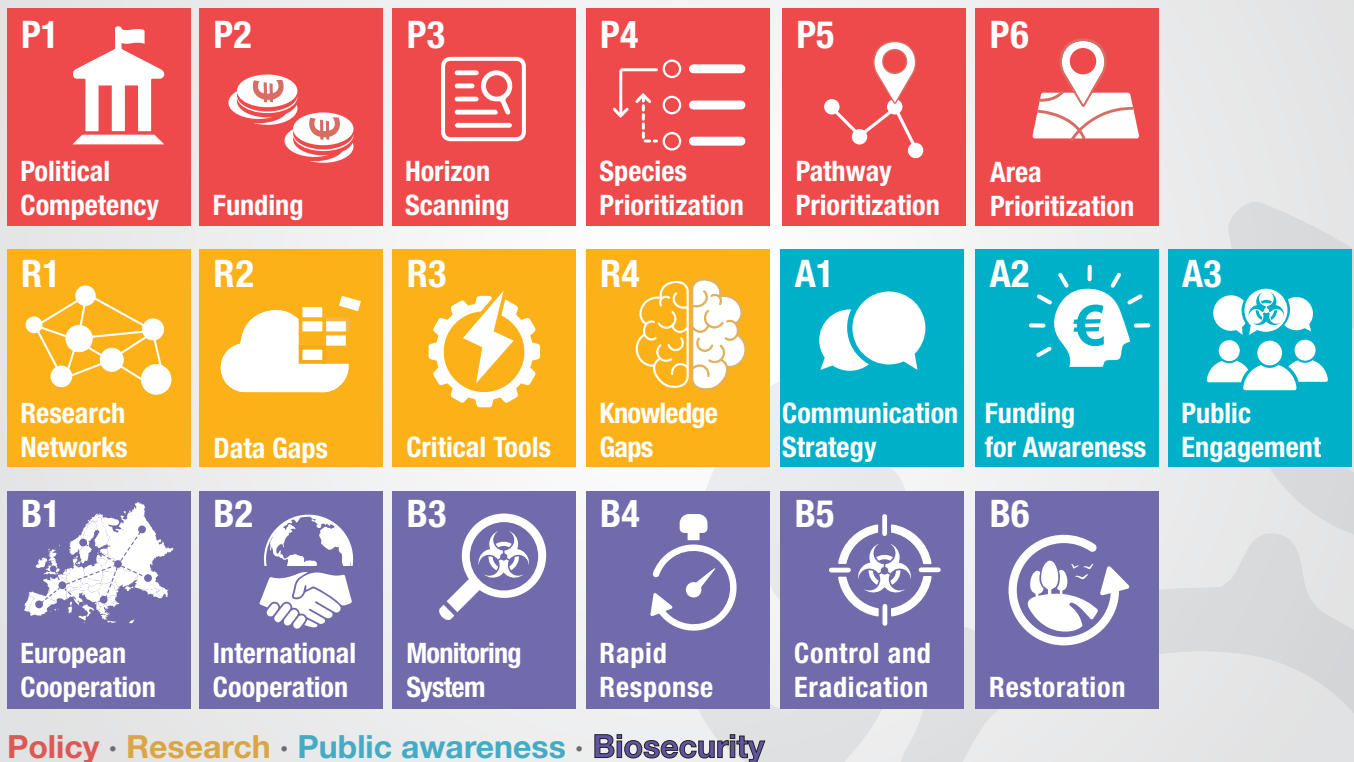 P1
Political
Competency
P2
Funding
P3
Horizon
Scanning
P4
Species
Prioritization
P5
Pathway
Prioritization
P6
Area
Prioritization
R1
Research
Networks
R2
Data Gaps
R3
Critical Tools
R4
Knowledge
Gaps
A1
Communication
Strategy
A2
€
Funding
for Awareness
A3
Public
Engagement
B1
European
Cooperation
B2
International
Cooperation
B3
Monitoring
System
B4
Rapid
Response
B5
Control and
Eradication
B6
Restoration
Policy · Research · Public awareness · Biosecurity